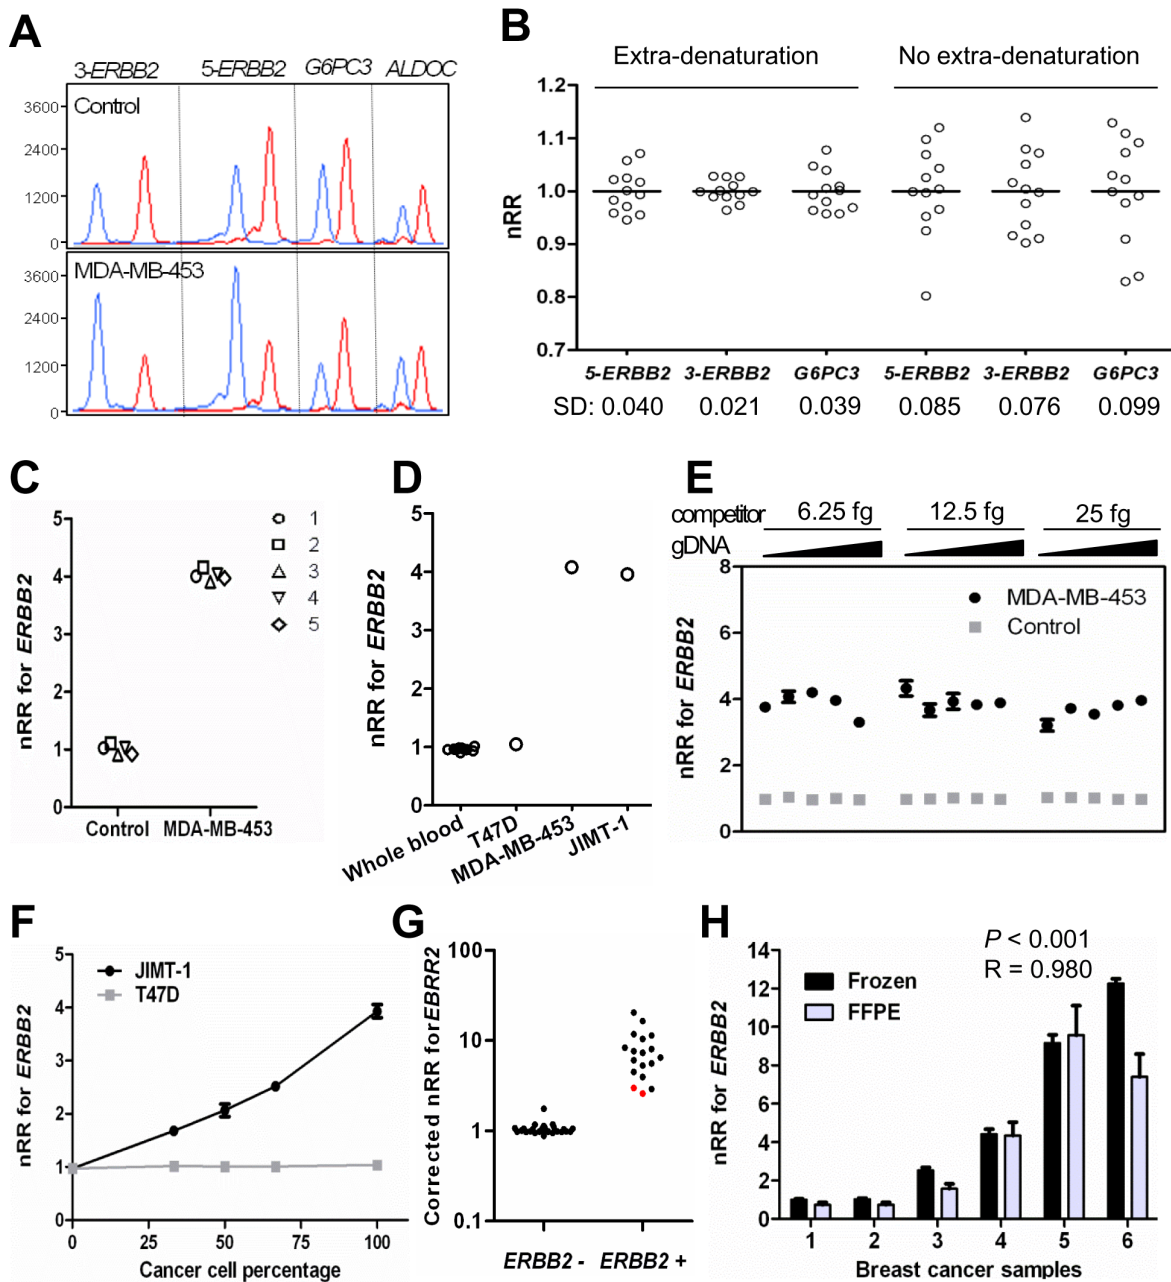 A
3-ERBB2 5-ERBB2 G6PC3 ALDOC
Control
3600
2400
1200
0
MDA-MB-453
3600
2400
1200
0
B
Extra-denaturation No extra-denaturation
nRR
1.2
1.1
1.0
0.9
0.8
0.7
5-ERBB2 3-ERBB2 G6PC3 5-ERBB2 3-ERBB2 G6PC3
SD: 0.040 0.021 0.039 0.085 0.076 0.099
C
nRR for ERBB2
5
4
3
2
1
0
1
2
3
4
5
Control MDA-MB-453
D
nRR for ERBB2
5
4
3
2
1
0
Whole blood T47D MDA-MB-453 JIMT-1
E
competitor 6.25 fg 12.5 fg 25 fg
gDNA
nRR for ERBB2
8
6
4
2
0
MDA-MB-453
Control
F
nRR for ERBB2
5
4
3
2
1
0
JIMT-1
T47D
0 25 50 75 100
Cancer cell percentage
G
Corrected nRR for EBRR2
100
10
1
0.1
ERBB2 - ERBB2 +
H
P < 0.001
R = 0.980
nRR for ERBB2
14
12
10
8
6
4
2
0
Frozen
FFPE
1 2 3 4 5 6
Breast cancer samples